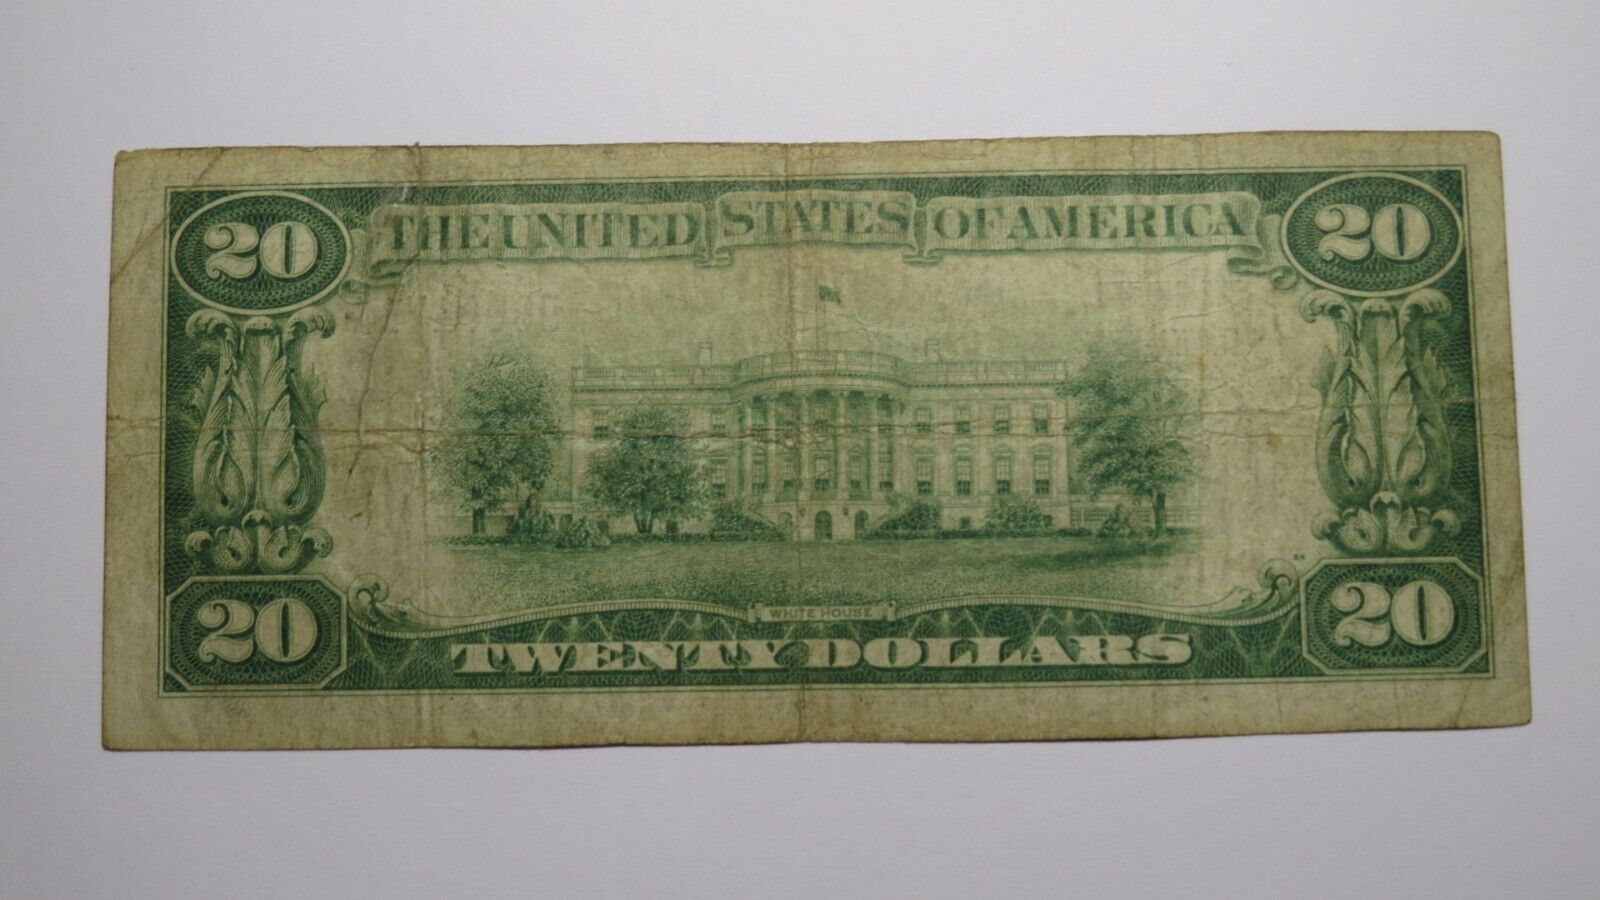 20 THE UNITED STATES OF AMERICA 20
WHITE HOUSE
20 TWENTY DOLLARS 20